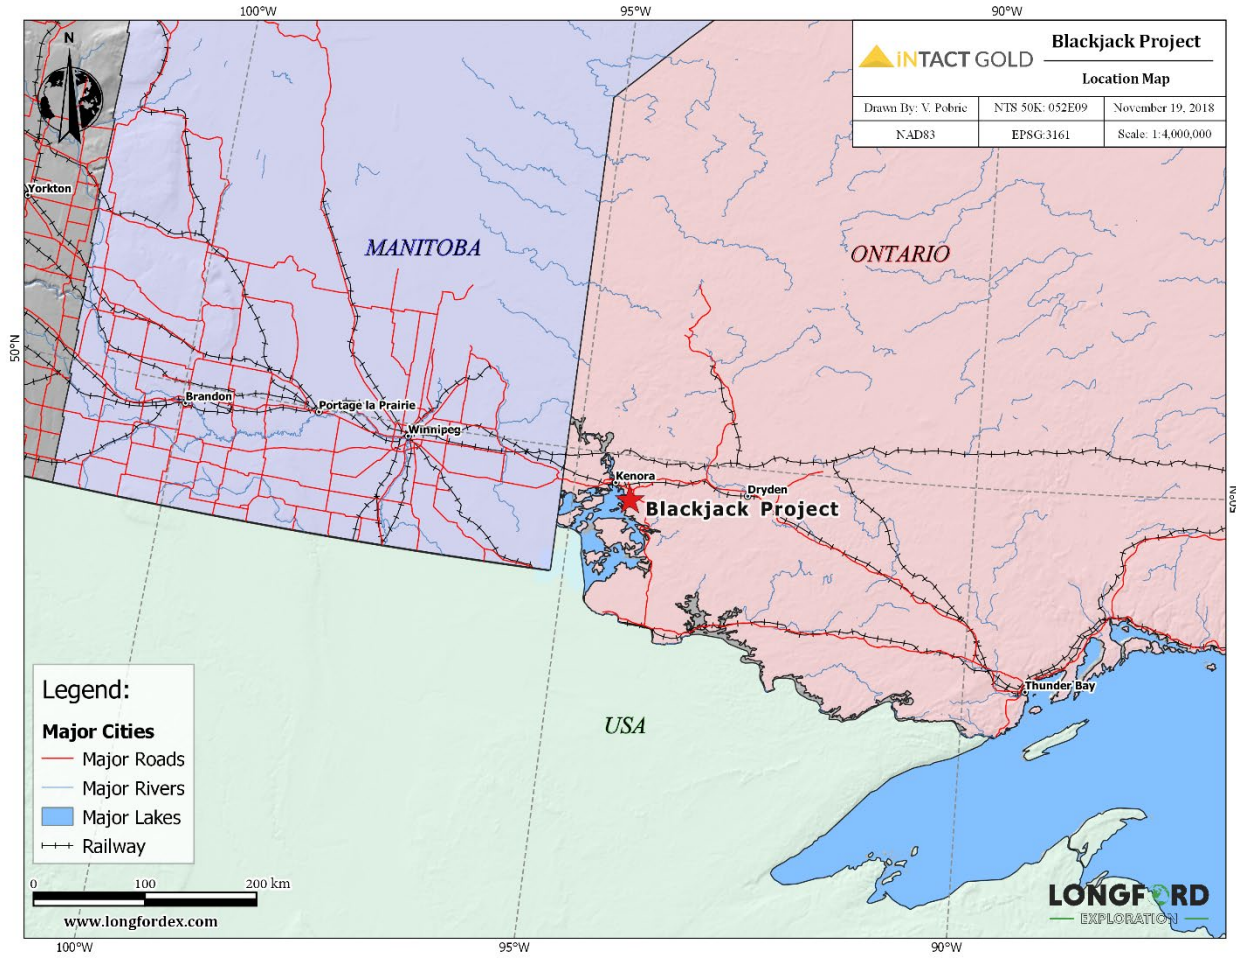 100°W
95°W
90°W
N
iNTACT GOLD
Blackjack Project
Location Map
Drawn By: V. Pobric
NTS 50K: 052E09
November 19, 2018
NAD83
EPSG:3161
Scale: 1:4,000,000
Yorkton
MANITOBA
ONTARIO
50°N
Brandon
Portage la Prairie
Winnipeg
Kenora
Dryden
Blackjack Project
50°N
Thunder Bay
USA
Legend:
Major Cities
Major Roads
Major Rivers
Major Lakes
Railway
0 100 200 km
www.longfordex.com
LONGFORD
EXPLORATION
100°W
95°W
90°W